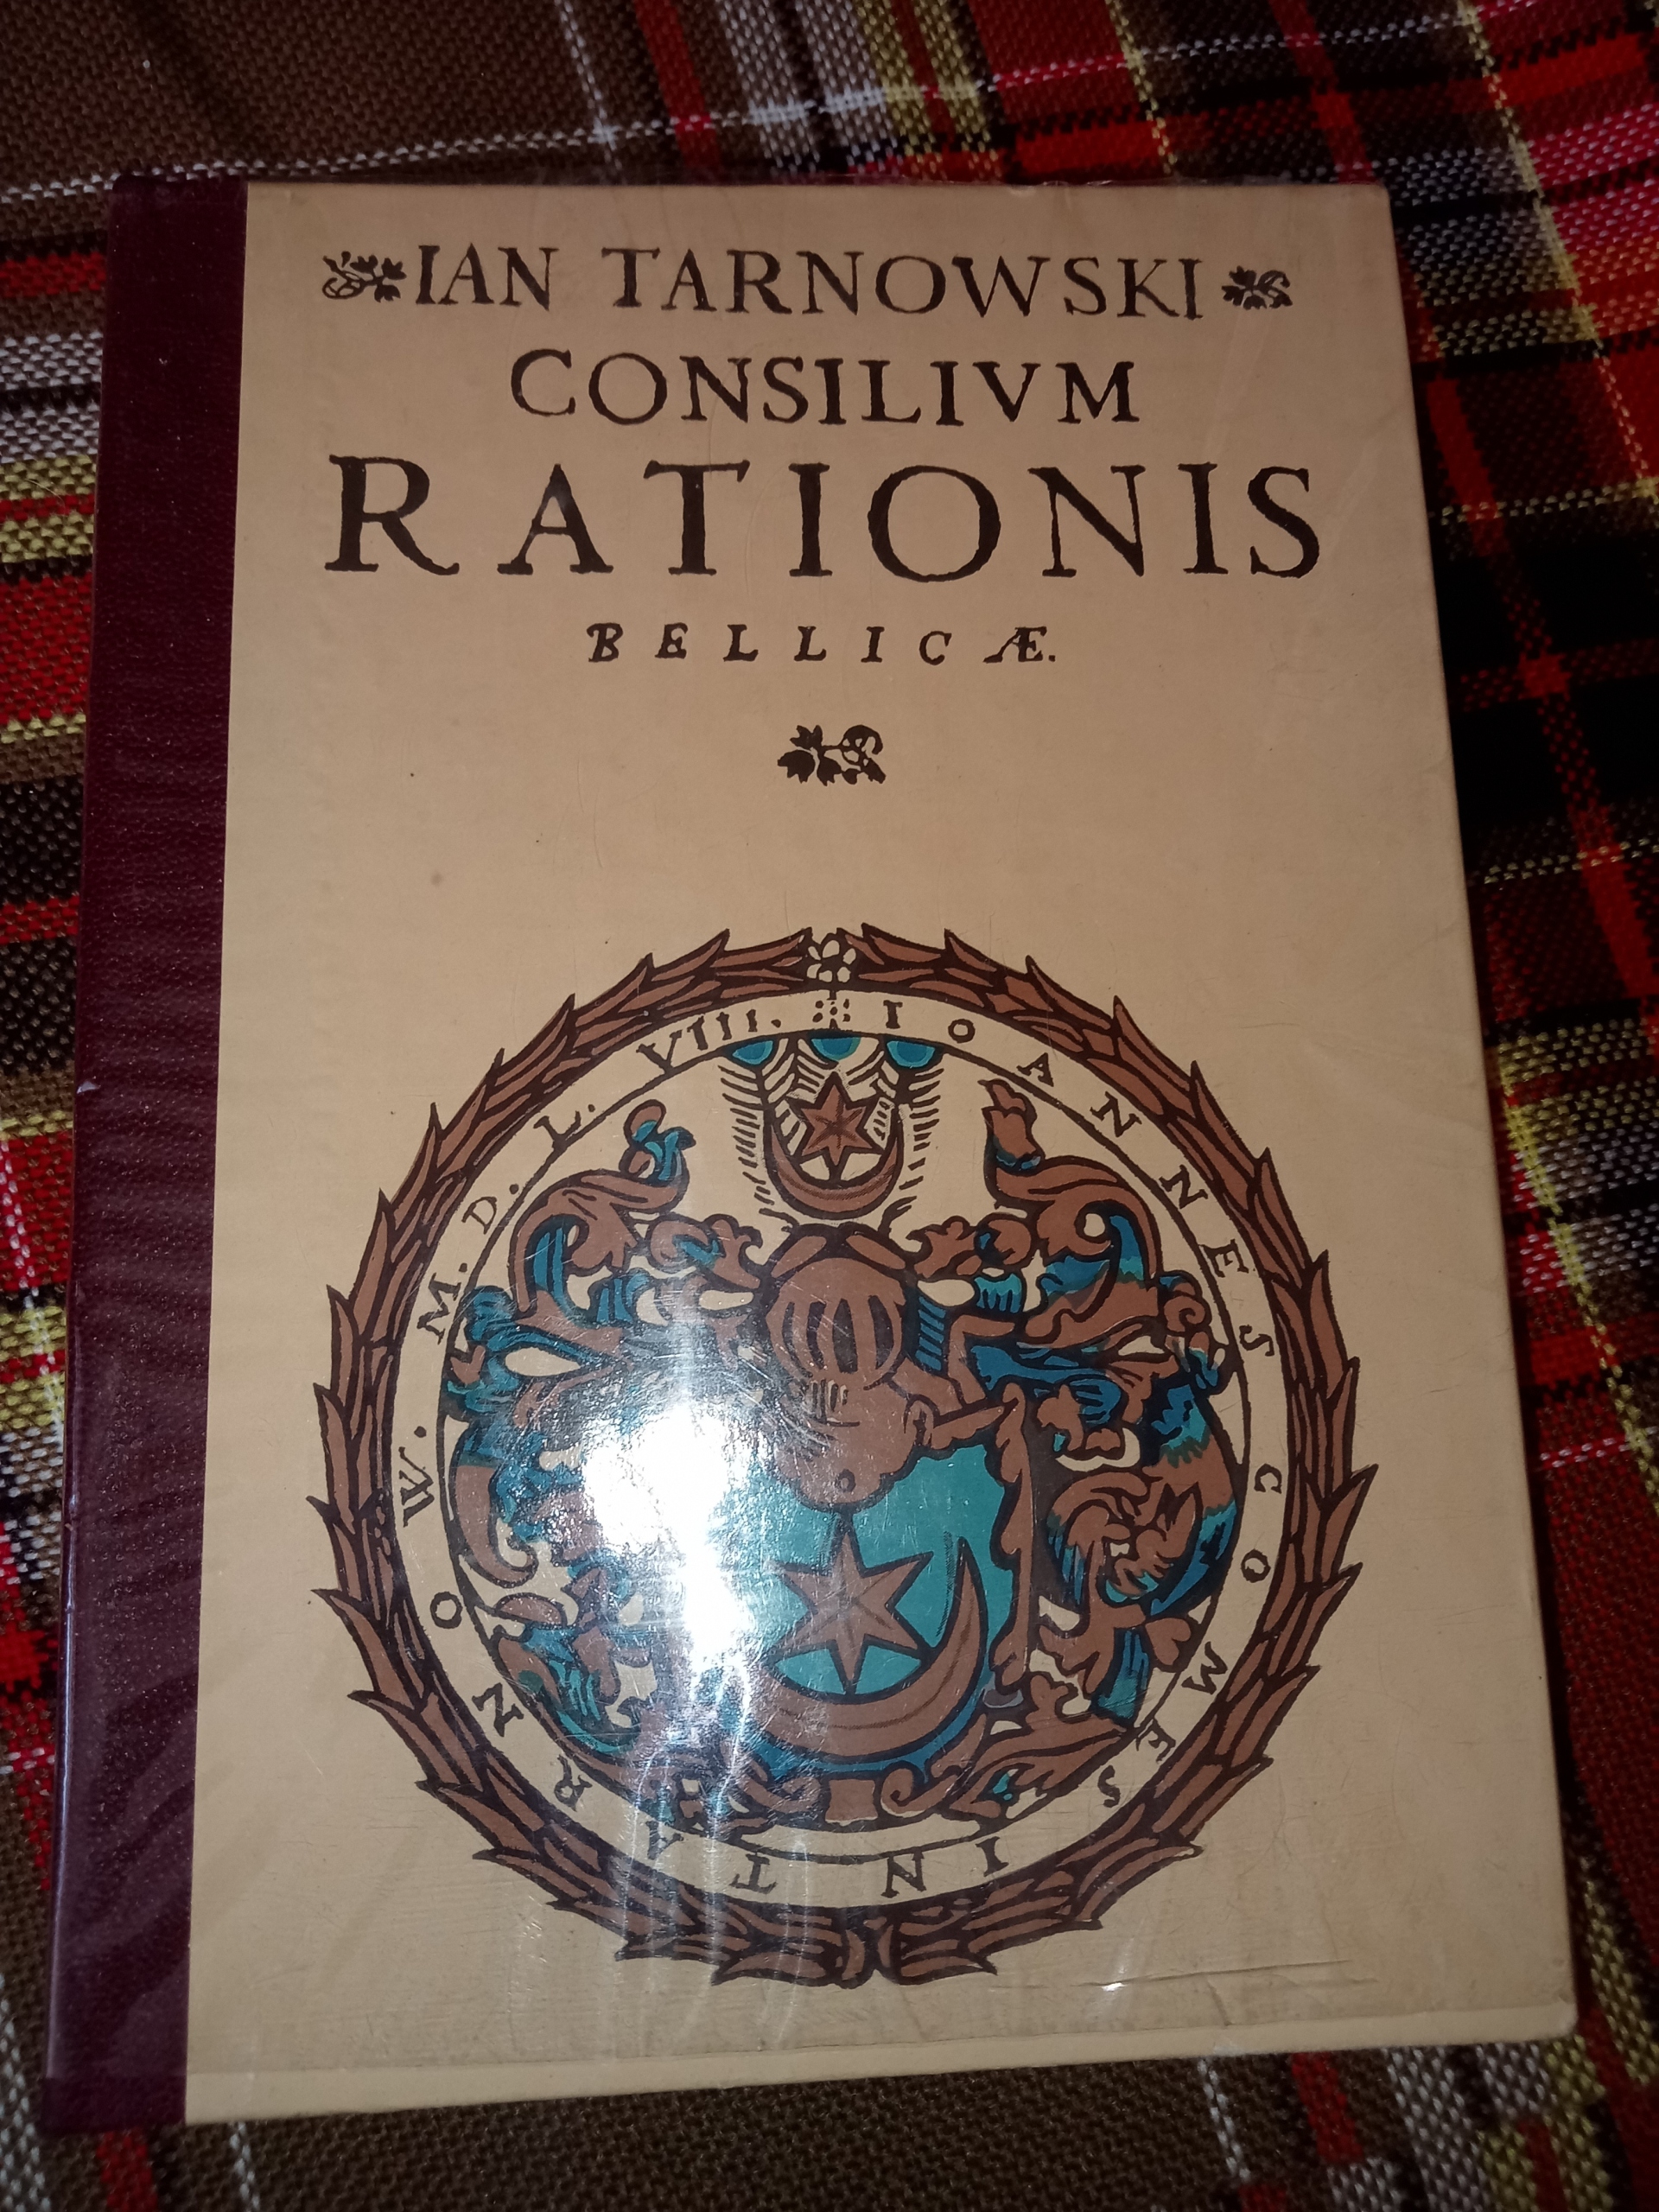 IAN TARNOWSKI
CONSILIVM
RATIONIS
BELLICÆ.
IOANNES COMES IN TARNOW. M.D.L.VIII.